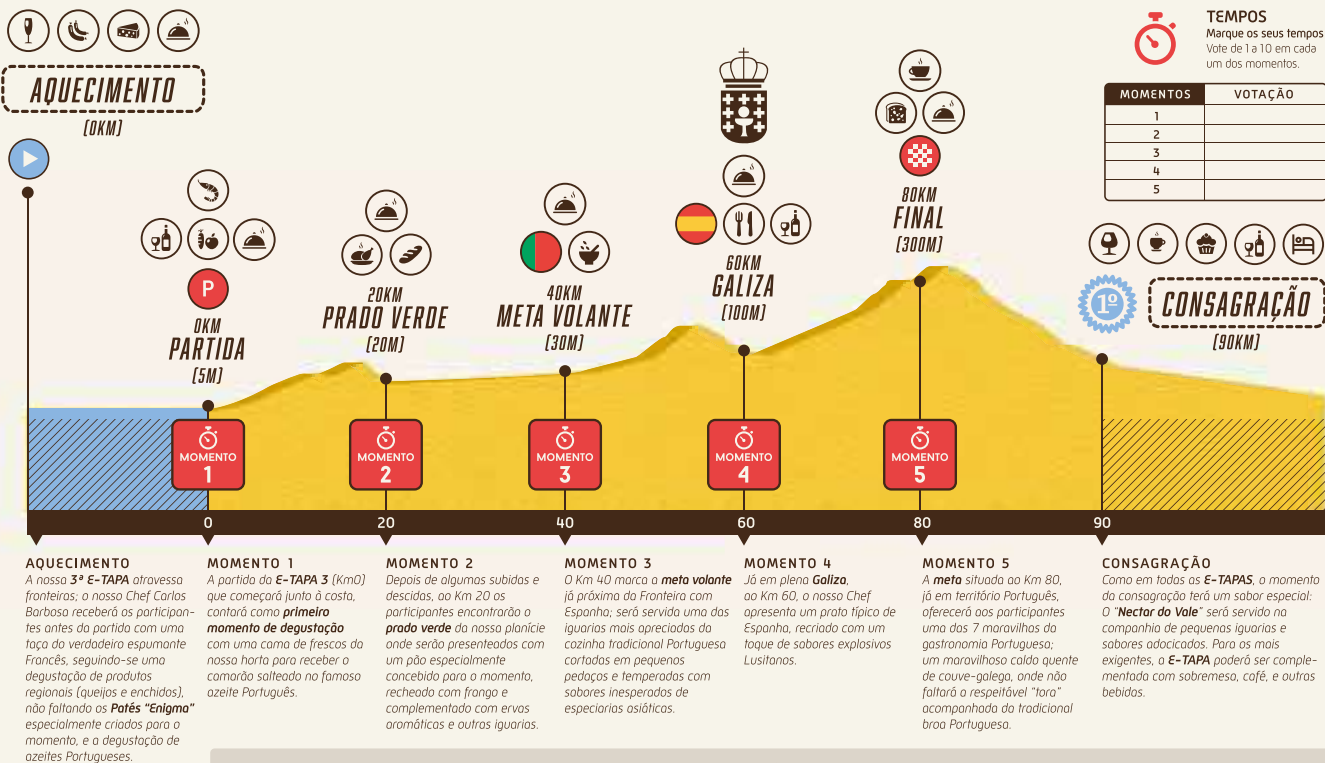 AQUECIMENTO
(0KM)
TEMPOS
Marque os seus tempos
Vote de 1 a 10 em cada
um dos momentos.
MOMENTOS VOTAÇÃO
1
2
3
4
5
P
0KM
PARTIDA
(5M)
20KM
PRADO VERDE
(20M)
40KM
META VOLANTE
(30M)
60KM
GALIZA
(100M)
80KM
FINAL
(300M)
1º
CONSAGRAÇÃO
(90KM)
MOMENTO
1
MOMENTO
2
MOMENTO
3
MOMENTO
4
MOMENTO
5
0 20 40 60 80 90
AQUECIMENTO
A nossa 3ª E-TAPA atravessa
fronteiras; o nosso Chef Carlos
Barbosa receberá os participan-
tes antes da partida com uma
taça do verdadeiro espumante
Francês, seguindo-se uma
degustação de produtos
regionais (queijos e enchidos),
não faltando os Patés "Enigma"
especialmente criados para o
momento, e a degustação de
azeites Portugueses.
MOMENTO 1
A partida da E-TAPA 3 (Km0)
que começará junto à costa,
contará como primeiro
momento de degustação
com uma cama de frescos da
nossa horta para receber o
camarão salteado no famoso
azeite Português.
MOMENTO 2
Depois de algumas subidas e
descidas, ao Km 20 os
participantes encontrarão o
prado verde da nossa planície
onde serão presenteados com
um pão especialmente
concebido para o momento,
recheado com frango e
complementado com ervas
aromáticas e outras iguarias.
MOMENTO 3
O Km 40 marca a meta volante
já próxima da Fronteira com
Espanha; será servida uma das
iguarias mais apreciadas da
cozinha tradicional Portuguesa
cortadas em pequenos
pedaços e temperadas com
sabores inesperados de
especiarias asiáticas.
MOMENTO 4
Já em plena Galiza,
ao Km 60, o nosso Chef
apresenta um prato típico de
Espanha, recriado com um
toque de sabores explosivos
Lusitanos.
MOMENTO 5
A meta situada ao Km 80,
já em território Português,
oferecerá aos participantes
uma das 7 maravilhas da
gastronomia Portuguesa;
um maravilhoso caldo quente
de couve-galega, onde não
faltará a respeitável "tora"
acompanhada da tradicional
broa Portuguesa.
CONSAGRAÇÃO
Como em todas as E-TAPAS, o momento
da consagração terá um sabor especial:
O "Nectar do Vale" será servido na
companhia de pequenas iguarias e
sabores adocicados. Para os mais
exigentes, a E-TAPA poderá ser comple-
mentada com sobremesa, café, e outras
bebidas.